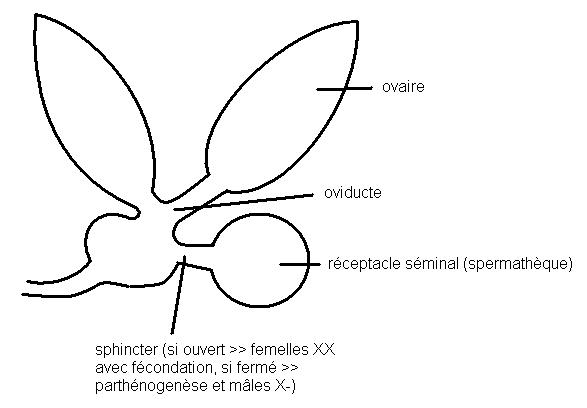 ovaire
oviducte
réceptacle séminal (spermathèque)
sphincter (si ouvert >> femelles XX
avec fécondation, si fermé >>
parthénogenèse et mâles X-)